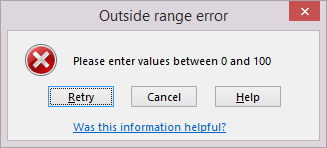 Outside range error
Please enter values between 0 and 100
Retry Cancel Help
Was this information helpful?